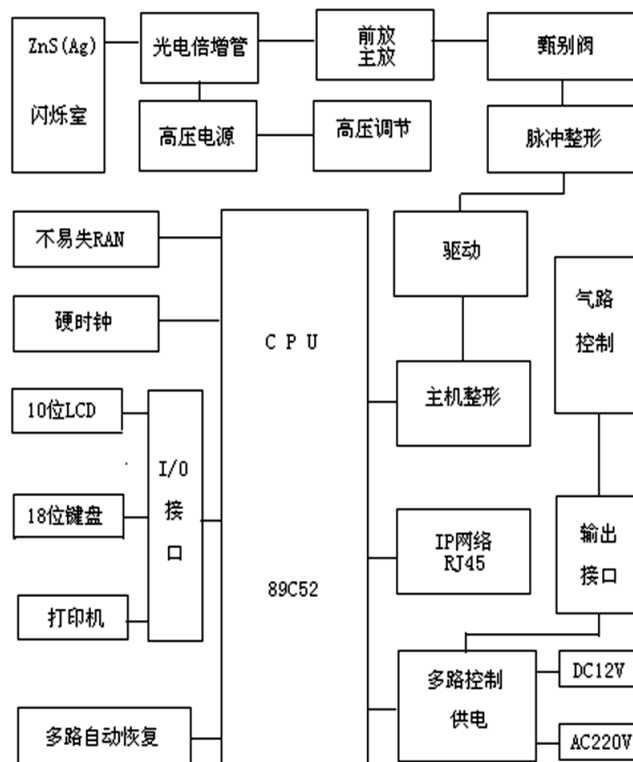 ZnS(Ag)
闪烁室
光电倍增管
前放
主放
甄别阀
高压电源
高压调节
脉冲整形
不易失RAN
硬时钟
10位LCD
18位键盘
打印机
I/O
接
口
多路自动恢复
C P U
89C52
驱动
主机整形
IP网络
RJ45
多路控制
供电
气路
控制
输出
接口
DC12V
AC220V